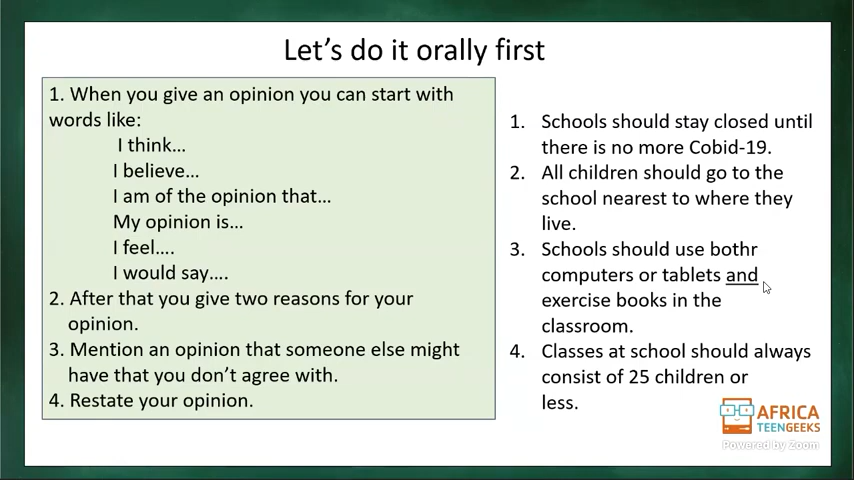 Let's do it orally first
1. When you give an opinion you can start with
words like:
I think...
I believe...
I am of the opinion that...
My opinion is...
I feel....
I would say....
2. After that you give two reasons for your
opinion.
3. Mention an opinion that someone else might
have that you don't agree with.
4. Restate your opinion.
1. Schools should stay closed until
there is no more Cobid-19.
2. All children should go to the
school nearest to where they
live.
3. Schools should use bothr
computers or tablets and
exercise books in the
classroom.
4. Classes at school should always
consist of 25 children or
less.
AFRICA
TEENGEEKS
Powered by Zoom